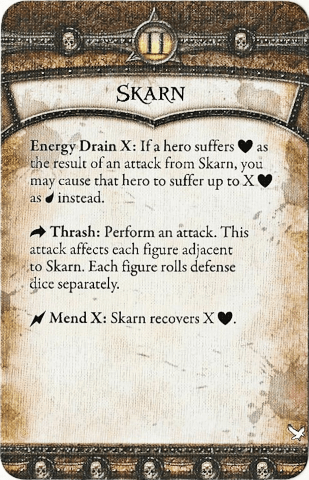 II
SKARN
Energy Drain X: If a hero suffers ♥ as
the result of an attack from Skarn, you
may cause that hero to suffer up to X ♥
as 💧 instead.
Thrash: Perform an attack. This
attack affects each figure adjacent
to Skarn. Each figure rolls defense
dice separately.
Mend X: Skarn recovers X ♥.